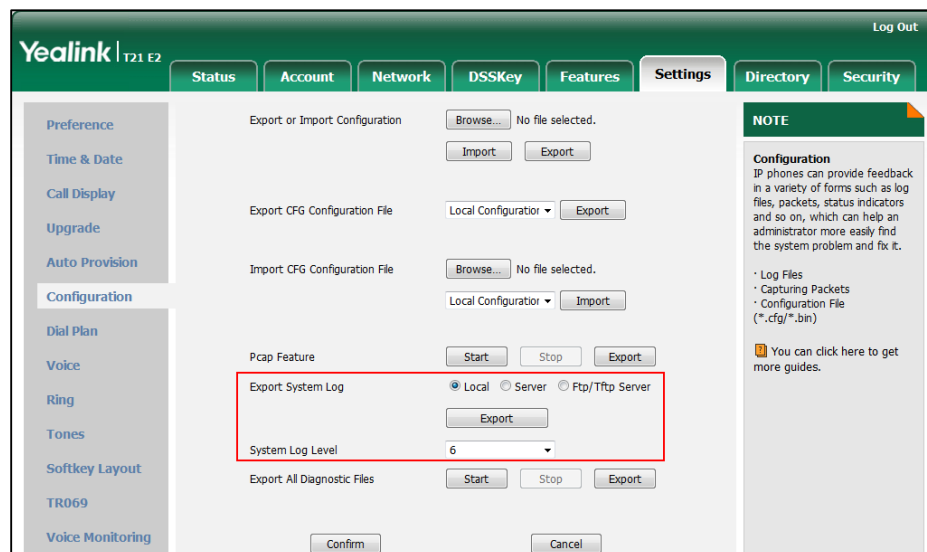 Log Out
Yealink | T21 E2
Status Account Network DSSKey Features Settings Directory Security
Preference
Time & Date
Call Display
Upgrade
Auto Provision
Configuration
Dial Plan
Voice
Ring
Tones
Softkey Layout
TR069
Voice Monitoring
Export or Import Configuration Browse... No file selected.
Import Export
Export CFG Configuration File Local Configuration Export
Import CFG Configuration File Browse... No file selected.
Local Configuration Import
Pcap Feature Start Stop Export
Export System Log Local Server Ftp/Tftp Server
Export
System Log Level 6
Export All Diagnostic Files Start Stop Export
Confirm Cancel
NOTE
Configuration
IP phones can provide feedback
in a variety of forms such as log
files, packets, status indicators
and so on, which can help an
administrator more easily find
the system problem and fix it.
· Log Files
· Capturing Packets
· Configuration File
(*.cfg/*.bin)
You can click here to get
more guides.